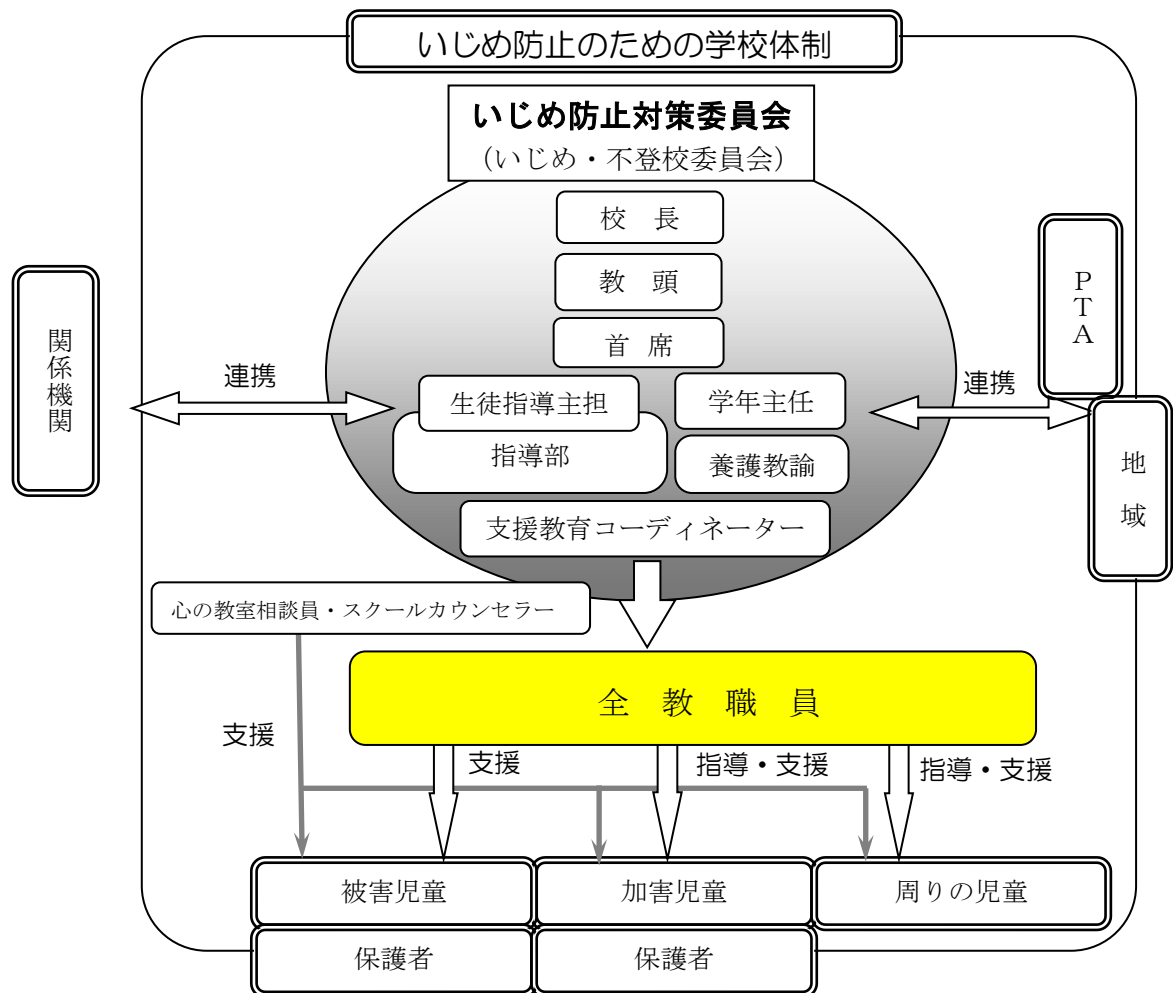 いじめ防止のための学校体制
いじめ防止対策委員会
（いじめ・不登校委員会）
校　長
教　頭
首　席
生徒指導主担
指導部
学年主任
養護教諭
支援教育コーディネーター
関係機関
連携
連携
PTA
地　域
心の教室相談員・スクールカウンセラー
全　教　職　員
支援
支援
指導・支援
指導・支援
被害児童
加害児童
周りの児童
保護者
保護者